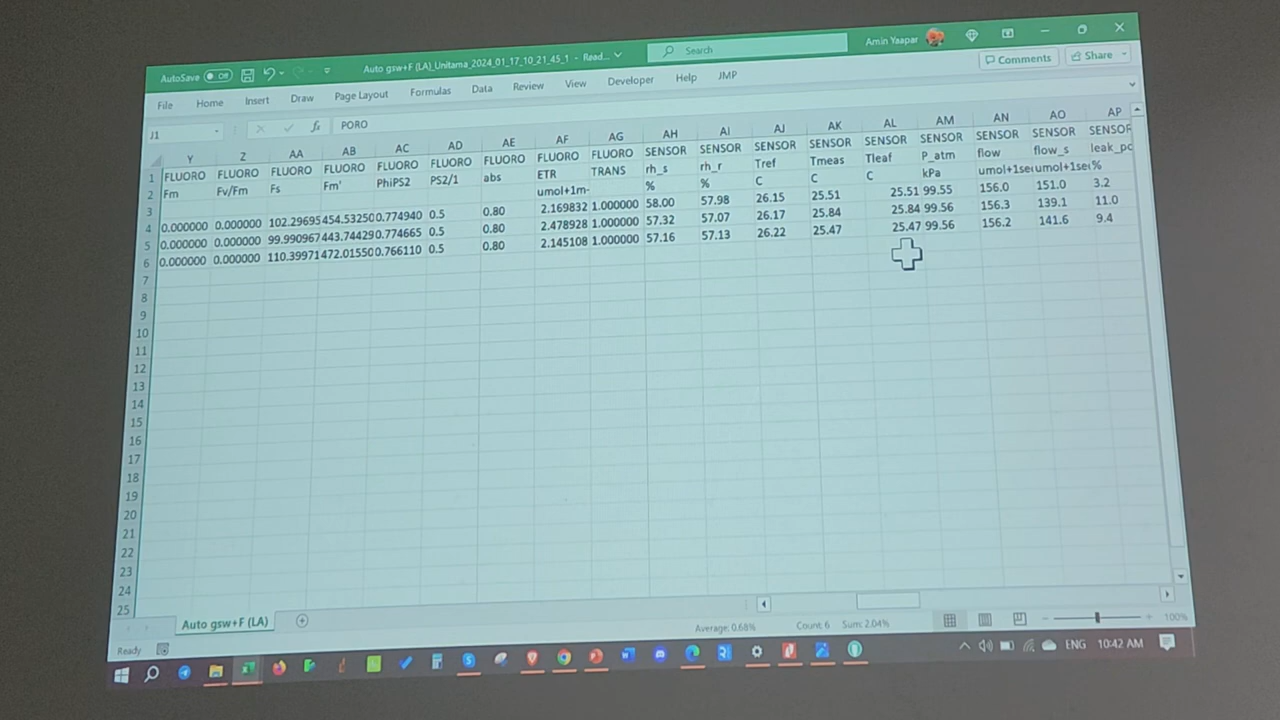 AutoSave Off Auto gsw+F (LA)_Unitama_2024_01_17_10_21_45_1 - Read... Search Amin Yaapar
File Home Insert Draw Page Layout Formulas Data Review View Developer Help JMP Comments Share
J1 fx PORO
Y Z AA AB AC AD AE AF AG AH AI AJ AK AL AM AN AO AP
1 FLUORO FLUORO FLUORO FLUORO FLUORO FLUORO FLUORO FLUORO FLUORO SENSOR SENSOR SENSOR SENSOR SENSOR SENSOR SENSOR SENSOR SENSOR
2 Fm Fv/Fm Fs Fm' PhiPS2 PS2/1 abs ETR TRANS rh_s rh_r Tref Tmeas Tleaf P_atm flow flow_s leak_pc
3 umol+1m- % % C C C kPa umol+1se umol+1se %
4 0.000000 0.000000 102.29695 454.53250 0.774940 0.5 0.80 2.169832 1.000000 58.00 57.98 26.15 25.51 25.51 99.55 156.0 151.0 3.2
5 0.000000 0.000000 99.990967 443.74429 0.774665 0.5 0.80 2.478928 1.000000 57.32 57.07 26.17 25.84 25.84 99.56 156.3 139.1 11.0
6 0.000000 0.000000 110.39971 472.01550 0.766110 0.5 0.80 2.145108 1.000000 57.16 57.13 26.22 25.47 25.47 99.56 156.2 141.6 9.4
7
8
9
10
11
12
13
14
15
16
17
18
19
20
21
22
23
24
25
Auto gsw+F (LA)
Ready Average: 0.68% Count: 6 Sum: 2.04% 100%
ENG 10:42 AM